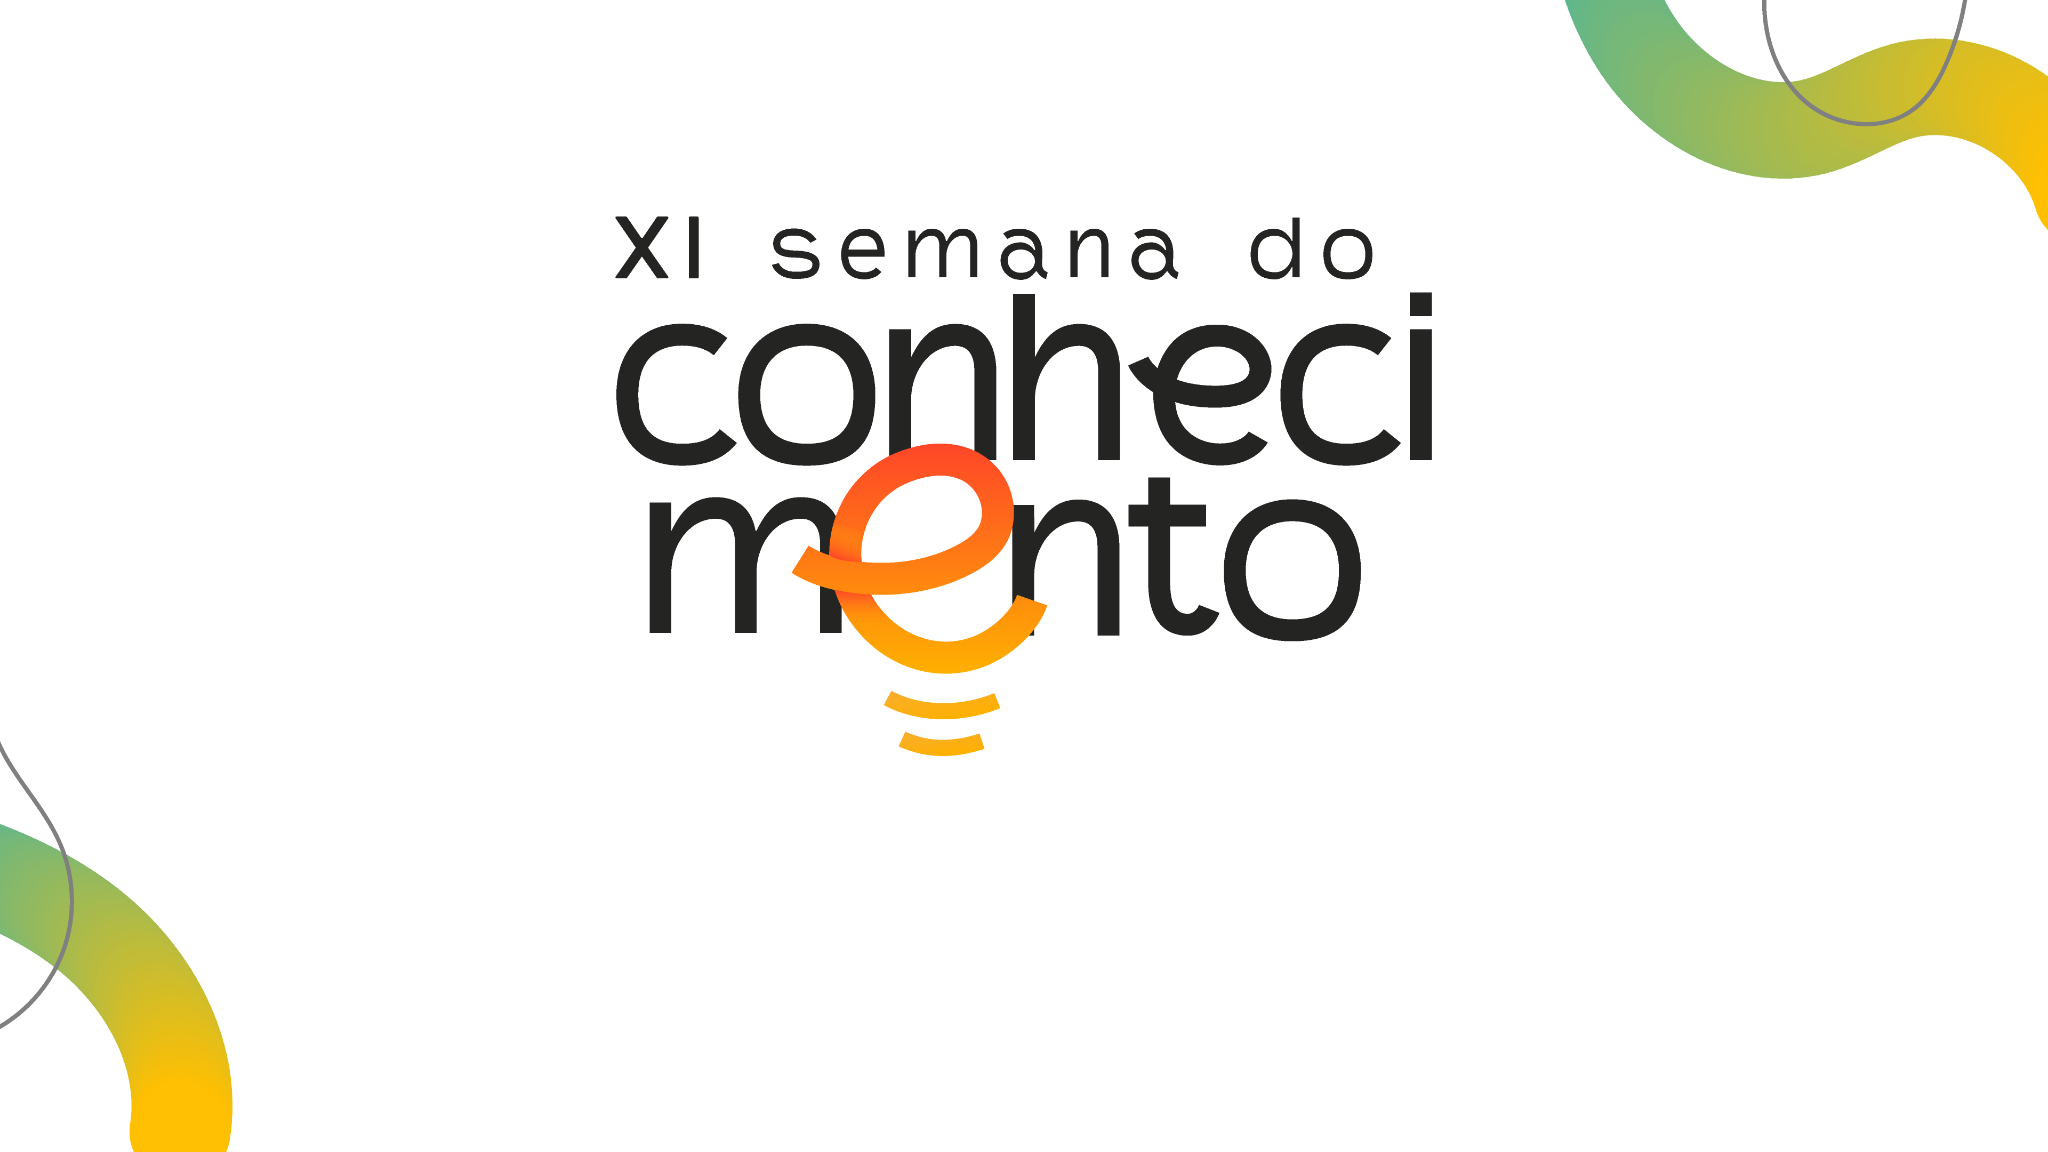 XI semana do
conheci
mento